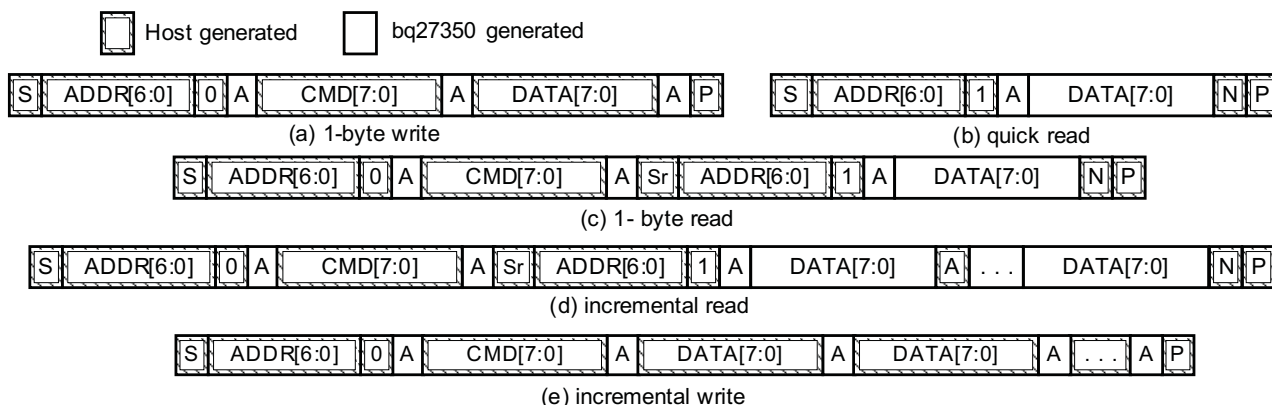 Host generated bq27350 generated
S ADDR[6:0] 0 A CMD[7:0] A DATA[7:0] A P S ADDR[6:0] 1 A DATA[7:0] N P
(a) 1-byte write (b) quick read
S ADDR[6:0] 0 A CMD[7:0] A Sr ADDR[6:0] 1 A DATA[7:0] N P
(c) 1- byte read
S ADDR[6:0] 0 A CMD[7:0] A Sr ADDR[6:0] 1 A DATA[7:0] A . . . DATA[7:0] N P
(d) incremental read
S ADDR[6:0] 0 A CMD[7:0] A DATA[7:0] A DATA[7:0] A . . . A P
(e) incremental write